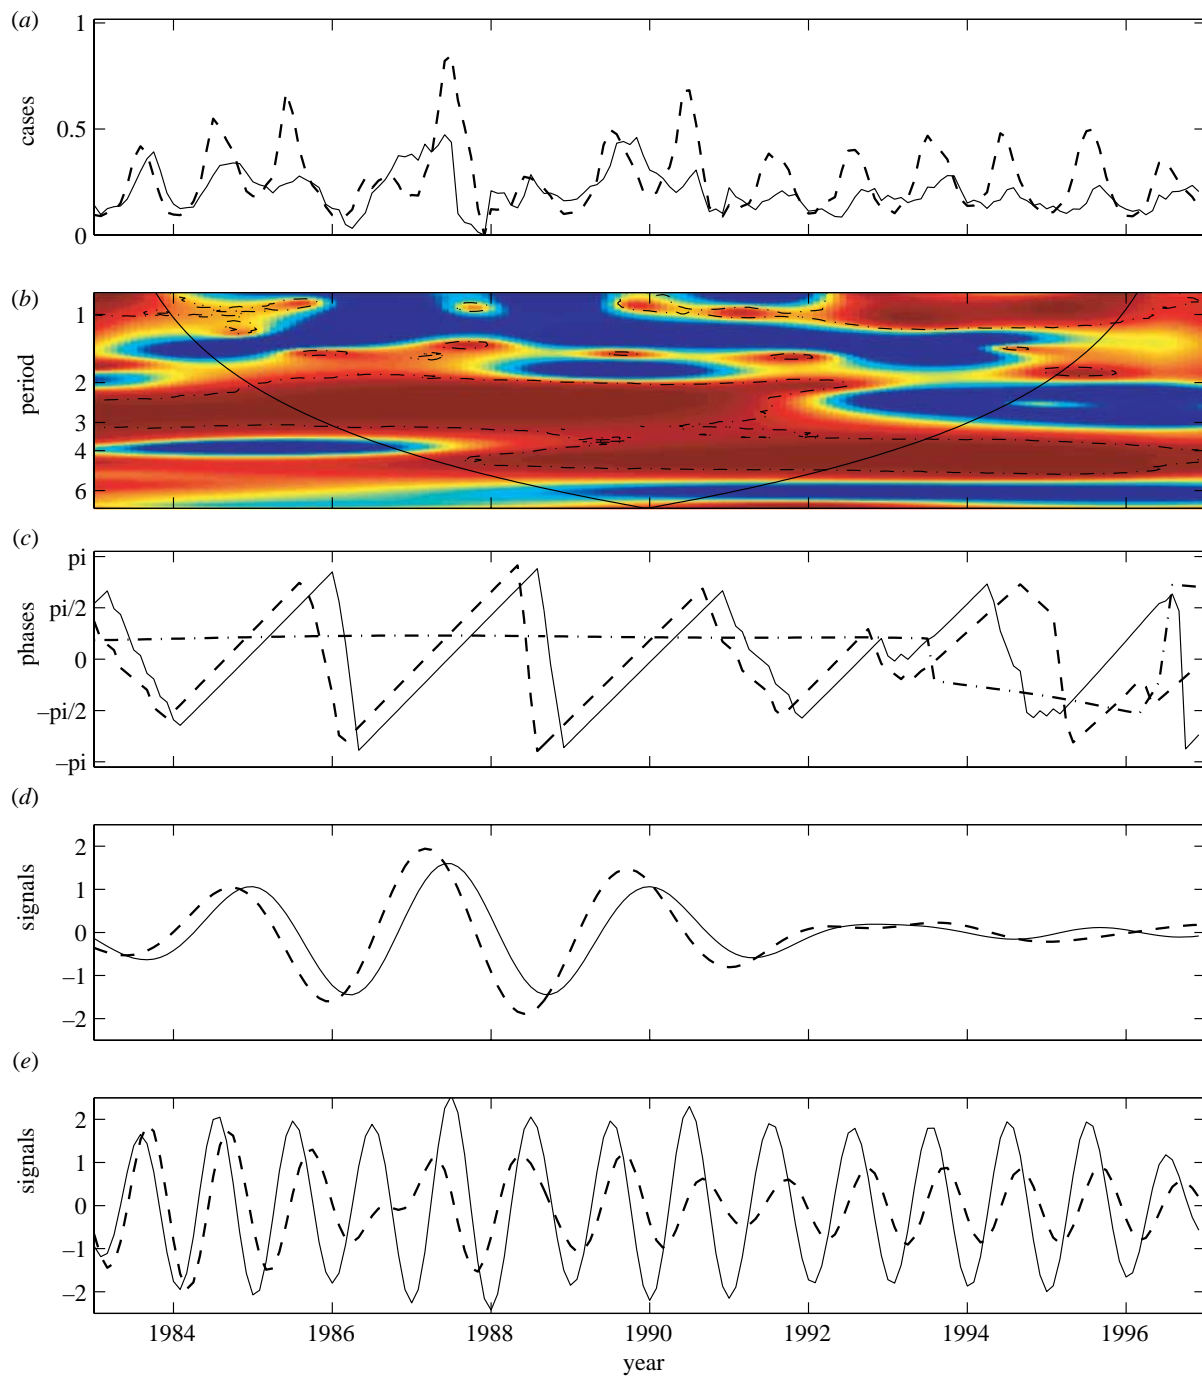 (a)
1
0.5
0
cases
(b)
1
2
3
4
6
period
(c)
pi
pi/2
0
–pi/2
–pi
phases
(d)
2
1
0
–1
–2
signals
(e)
2
1
0
–1
–2
signals
1984 1986 1988 1990 1992 1994 1996
year